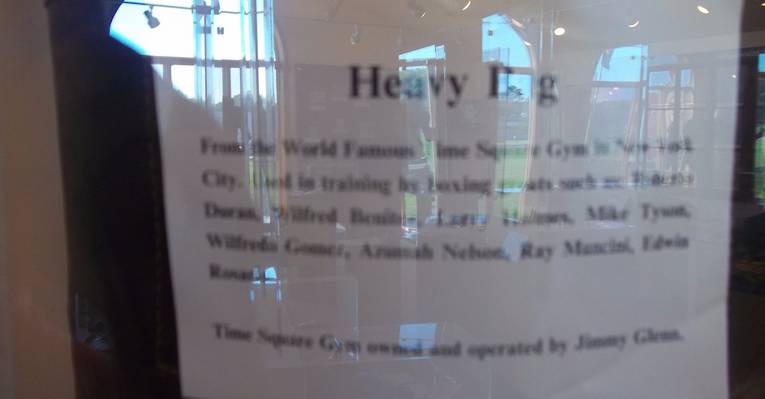 Heavy Bag
From the World Famous Time Square Gym in New York
City. Used in training by boxing greats such as Roberto
Duran, Wilfred Benitez, Larry Holmes, Mike Tyson,
Wilfredo Gomez, Azumah Nelson, Ray Mancini, Edwin
Rosario.
Time Square Gym owned and operated by Jimmy Glenn.